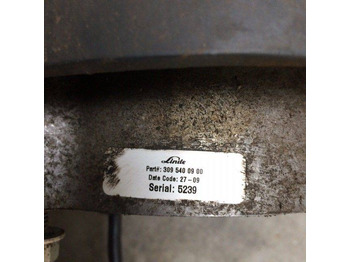 Linde
Part#: 309 540 09 00
Date Code: 27-09
Serial: 5239